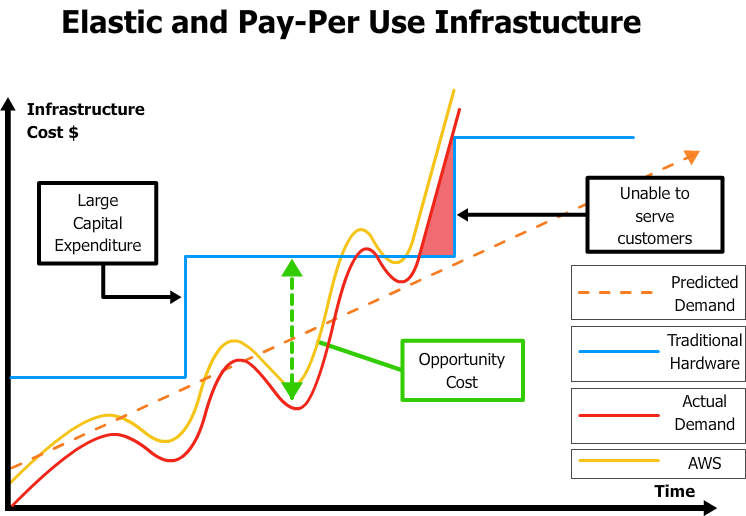 Elastic and Pay-Per Use Infrastucture
Infrastructure
Cost $
Large
Capital
Expenditure
Unable to
serve
customers
Predicted
Demand
Traditional
Hardware
Opportunity
Cost
Actual
Demand
AWS
Time